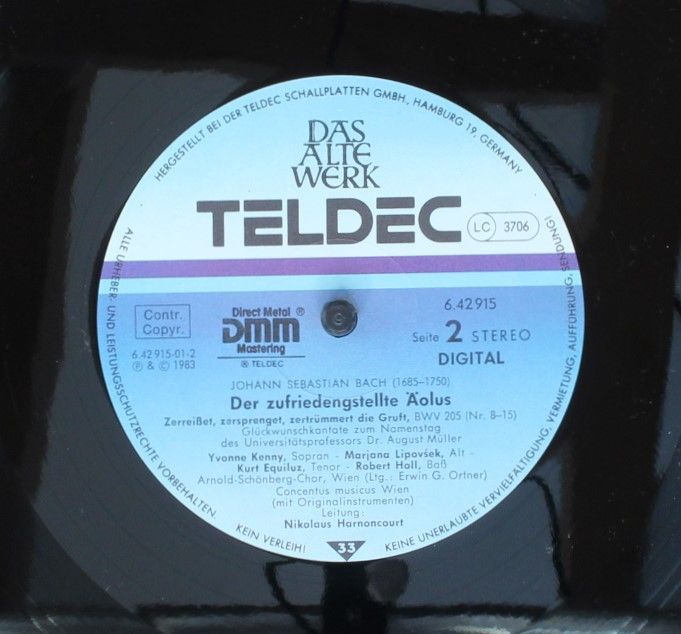 HERGESTELLT BEI DER TELDEC SCHALLPLATTEN GMBH., HAMBURG 19, GERMANY
DAS
ALTE
WERK
TELDEC
LC 3706
Contr.
Copyr.
Direct Metal ®
DMM
Mastering
® TELDEC
6.42915
Seite 2 STEREO
DIGITAL
6.42 915-01-2
Ⓟ & © 1983
JOHANN SEBASTIAN BACH (1685–1750)
Der zufriedengstellte Äolus
Zerreißet, zersprenget, zertrümmert die Gruft, BWV 205 (Nr. 8–15)
Glückwunschkantate zum Namenstag
des Universitätsprofessors Dr. August Müller
Yvonne Kenny, Sopran - Marjana Lipovšek, Alt -
Kurt Equiluz, Tenor - Robert Holl, Baß
Arnold-Schönberg-Chor, Wien (Ltg.: Erwin G. Ortner)
Concentus musicus Wien
(mit Originalinstrumenten)
Leitung:
Nikolaus Harnoncourt
33
ALLE URHEBER- UND LEISTUNGSSCHUTZRECHTE VORBEHALTEN
KEIN VERLEIH!
KEINE UNERLAUBTE VERVIELFÄLTIGUNG, VERMIETUNG, AUFFÜHRUNG, SENDUNG!